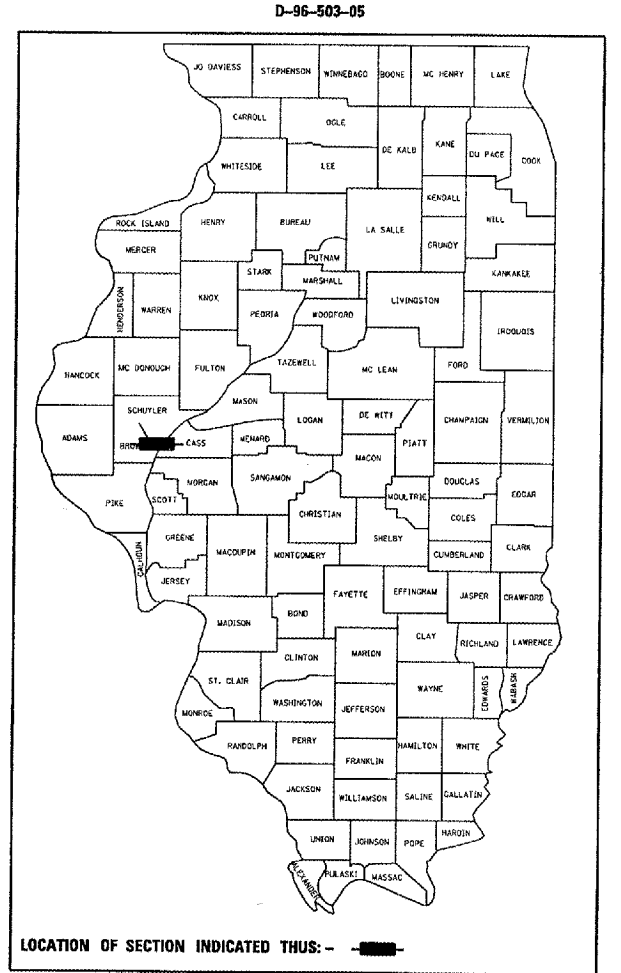 D-96-503-05
JO DAVIESS STEPHENSON WINNEBAGO BOONE MC HENRY LAKE
CARROLL OGLE
DE KALB KANE DU PAGE COOK
WHITESIDE LEE
KENDALL
ROCK ISLAND HENRY BUREAU LA SALLE WILL
MERCER PUTNAM GRUNDY
STARK MARSHALL KANKAKEE
HENDERSON WARREN KNOX PEORIA WOODFORD LIVINGSTON IROQUOIS
HANCOCK MC DONOUGH FULTON TAZEWELL MC LEAN FORD
MASON
SCHUYLER LOGAN DE WITT CHAMPAIGN VERMILION
ADAMS CASS MENARD PIATT
MACON
MORGAN SANGAMON DOUGLAS
PIKE SCOTT MOULTRIE EDGAR
CHRISTIAN COLES
GREENE SHELBY
CALHOUN MACOUPIN MONTGOMERY CUMBERLAND CLARK
JERSEY
FAYETTE EFFINGHAM JASPER CRAWFORD
MADISON BOND
CLAY RICHLAND LAWRENCE
CLINTON MARION
ST. CLAIR WAYNE EDWARDS WABASH
WASHINGTON JEFFERSON
MONROE
RANDOLPH PERRY HAMILTON WHITE
FRANKLIN
JACKSON WILLIAMSON SALINE GALLATIN
UNION JOHNSON POPE HARDIN
ALEXANDER PULASKI MASSAC
LOCATION OF SECTION INDICATED THUS:-